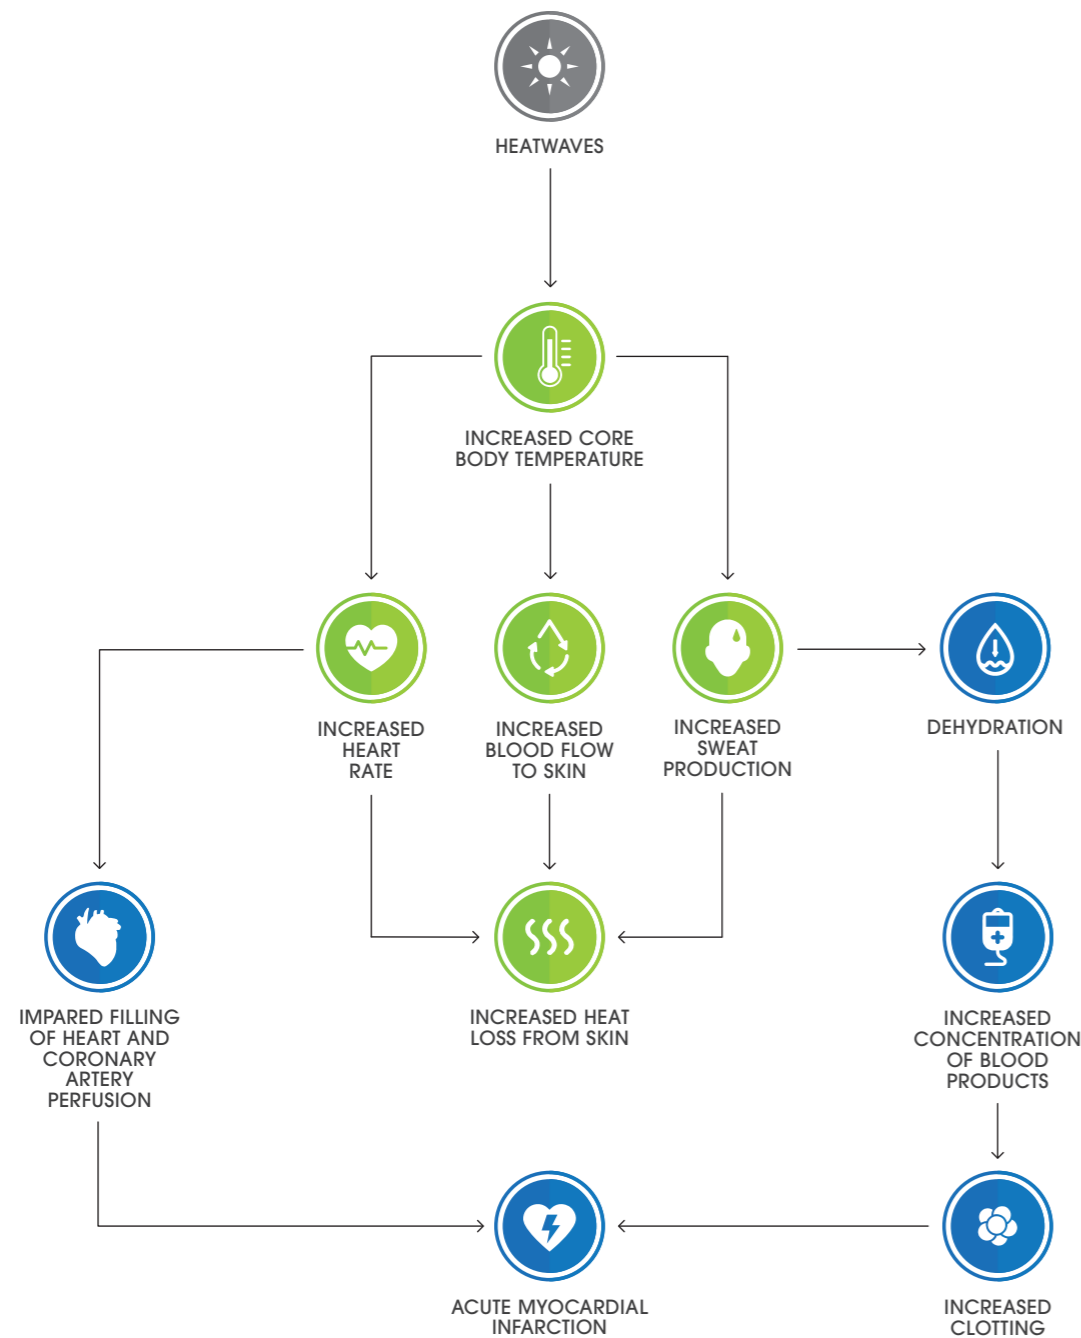 HEATWAVES
INCREASED CORE
BODY TEMPERATURE
INCREASED
HEART
RATE
INCREASED
BLOOD FLOW
TO SKIN
INCREASED
SWEAT
PRODUCTION
DEHYDRATION
IMPARED FILLING
OF HEART AND
CORONARY
ARTERY
PERFUSION
INCREASED HEAT
LOSS FROM SKIN
INCREASED
CONCENTRATION
OF BLOOD
PRODUCTS
ACUTE MYOCARDIAL
INFARCTION
INCREASED
CLOTTING